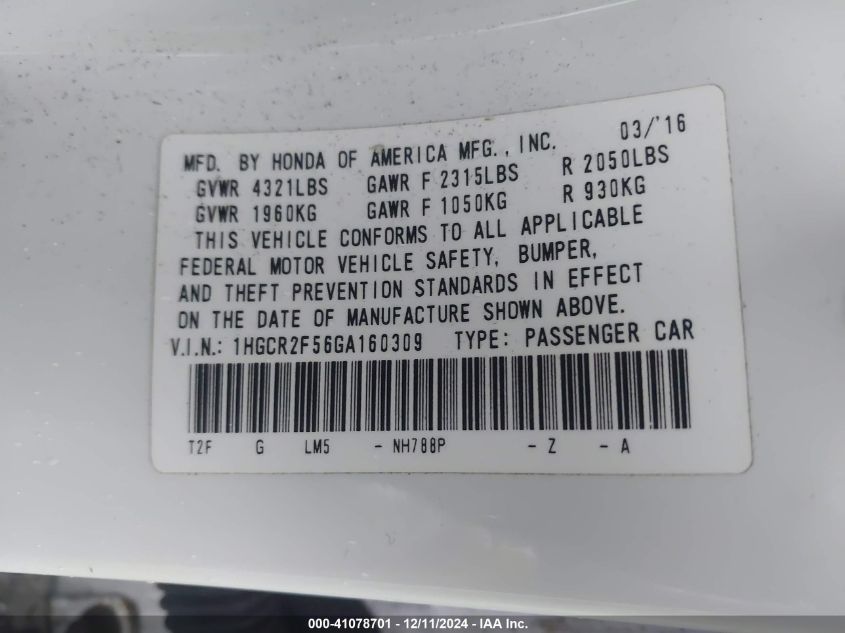 MFD. BY HONDA OF AMERICA MFG., INC. 03/'16
GVWR 4321LBS GAWR F 2315LBS R 2050LBS
GVWR 1960KG GAWR F 1050KG R 930KG
THIS VEHICLE CONFORMS TO ALL APPLICABLE
FEDERAL MOTOR VEHICLE SAFETY, BUMPER,
AND THEFT PREVENTION STANDARDS IN EFFECT
ON THE DATE OF MANUFACTURE SHOWN ABOVE.
V.I.N.: 1HGCR2F56GA160309 TYPE: PASSENGER CAR
T2F G LM5 - NH788P - Z - A
000-41078701 - 12/11/2024 - IAA Inc.